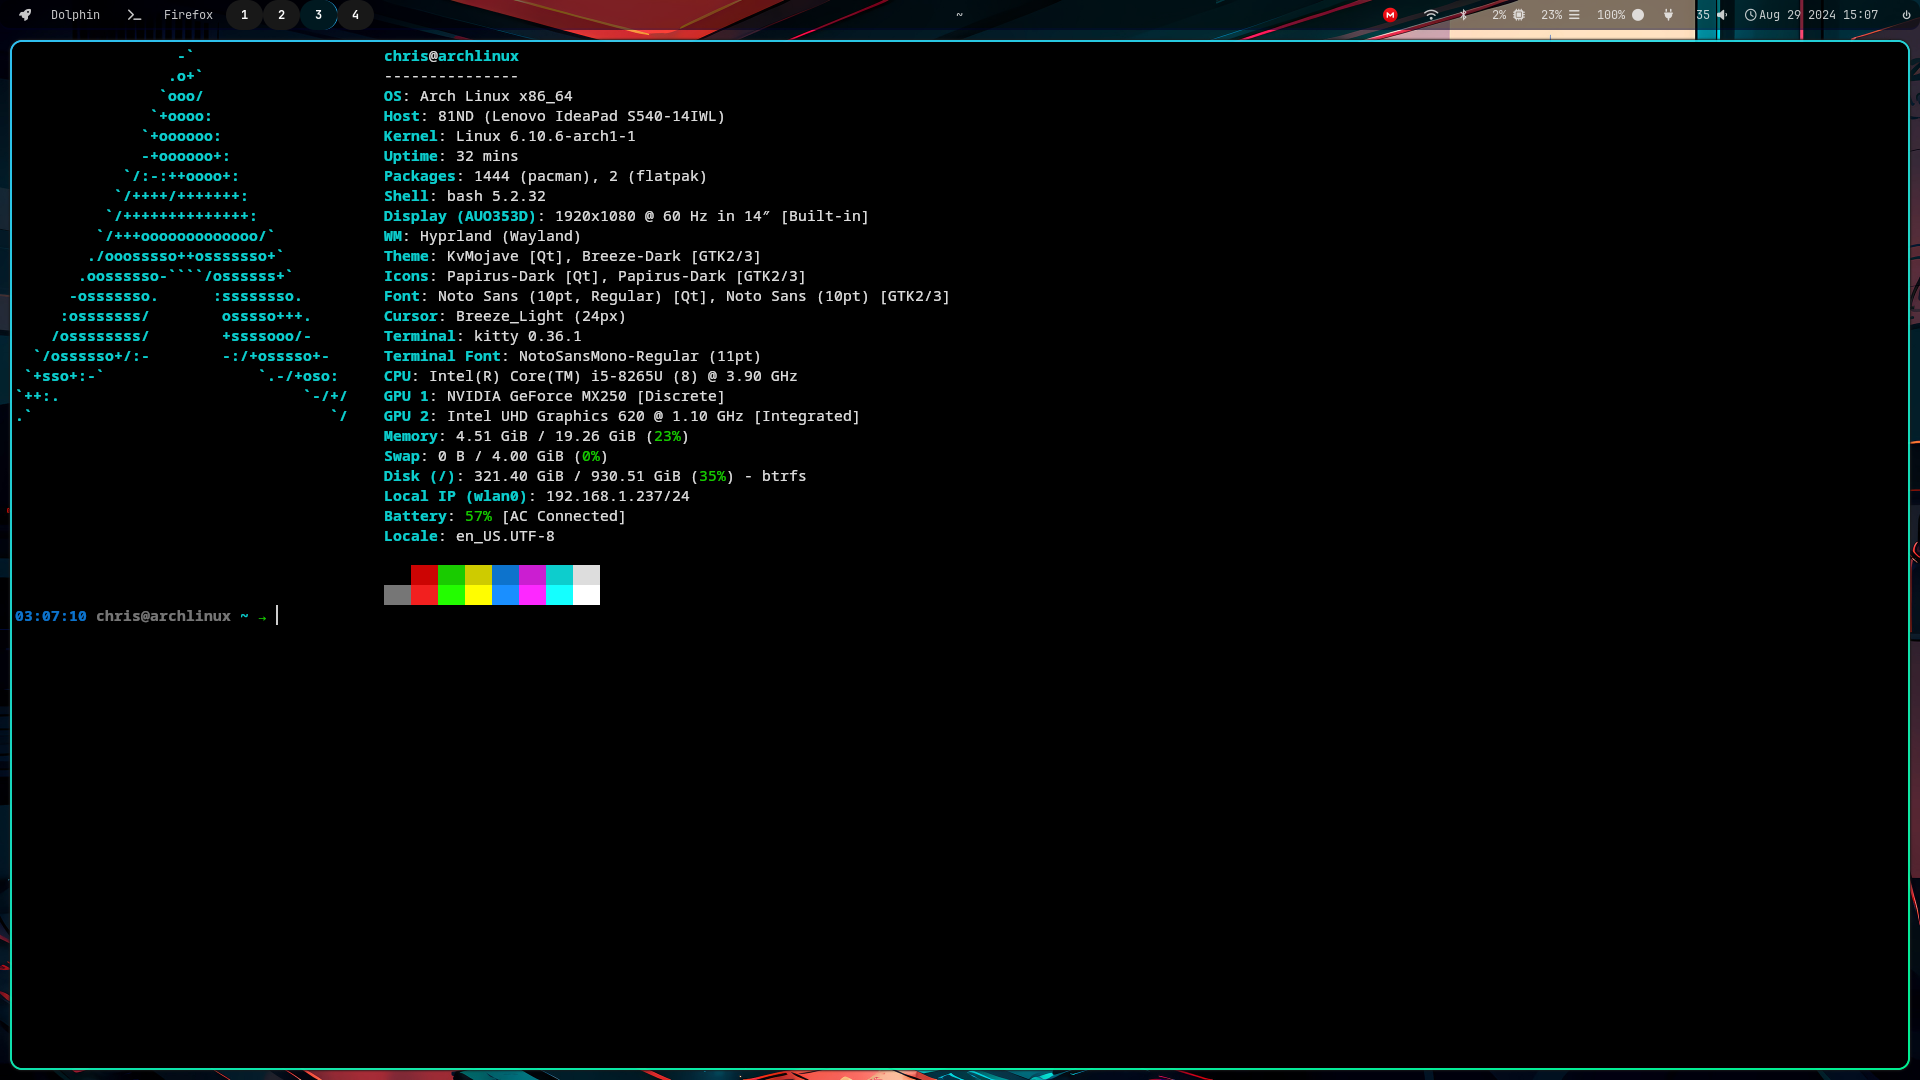 Dolphin Firefox 1 2 3 4 ~ M 2% 23% 100% 35 Aug 29 2024 15:07
-`
.o+`
`ooo/
`+oooo:
`+oooooo:
-+oooooo+:
`/:-:++oooo+:
`/++++/+++++++:
`/++++++++++++++:
`/+++ooooooooooooo/`
./ooosssso++osssssso+`
.oossssso-````/ossssss+`
-osssssso.      :ssssssso.
:osssssss/        osssso+++.
/ossssssss/        +ssssooo/-
`/ossssso+/:-        -:/+osssso+-
`+sso+:-`                 `.-/+oso:
`++:.                           `-/+/
.`                                 `/
chris@archlinux
---------------
OS: Arch Linux x86_64
Host: 81ND (Lenovo IdeaPad S540-14IWL)
Kernel: Linux 6.10.6-arch1-1
Uptime: 32 mins
Packages: 1444 (pacman), 2 (flatpak)
Shell: bash 5.2.32
Display (AUO353D): 1920x1080 @ 60 Hz in 14″ [Built-in]
WM: Hyprland (Wayland)
Theme: KvMojave [Qt], Breeze-Dark [GTK2/3]
Icons: Papirus-Dark [Qt], Papirus-Dark [GTK2/3]
Font: Noto Sans (10pt, Regular) [Qt], Noto Sans (10pt) [GTK2/3]
Cursor: Breeze_Light (24px)
Terminal: kitty 0.36.1
Terminal Font: NotoSansMono-Regular (11pt)
CPU: Intel(R) Core(TM) i5-8265U (8) @ 3.90 GHz
GPU 1: NVIDIA GeForce MX250 [Discrete]
GPU 2: Intel UHD Graphics 620 @ 1.10 GHz [Integrated]
Memory: 4.51 GiB / 19.26 GiB (23%)
Swap: 0 B / 4.00 GiB (0%)
Disk (/): 321.40 GiB / 930.51 GiB (35%) - btrfs
Local IP (wlan0): 192.168.1.237/24
Battery: 57% [AC Connected]
Locale: en_US.UTF-8
03:07:10 chris@archlinux ~ →